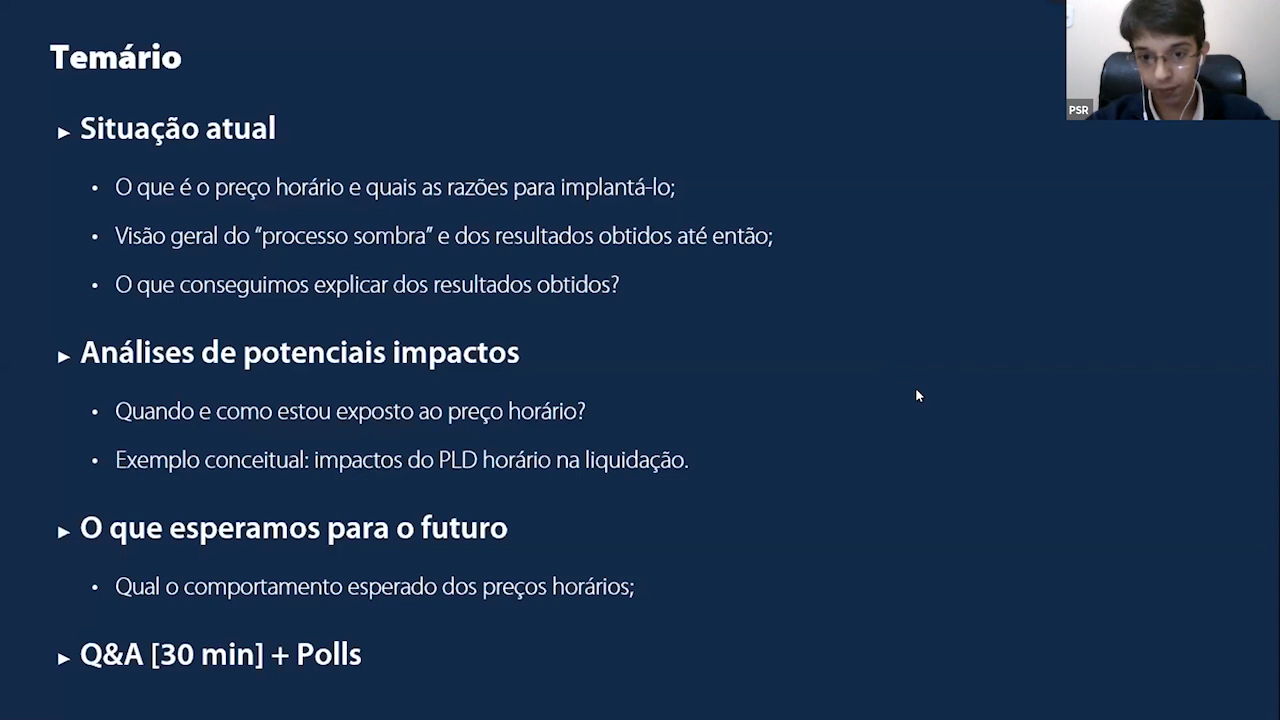 Temário
PSR
► Situação atual
• O que é o preço horário e quais as razões para implantá-lo;
• Visão geral do “processo sombra” e dos resultados obtidos até então;
• O que conseguimos explicar dos resultados obtidos?
► Análises de potenciais impactos
• Quando e como estou exposto ao preço horário?
• Exemplo conceitual: impactos do PLD horário na liquidação.
► O que esperamos para o futuro
• Qual o comportamento esperado dos preços horários;
► Q&A [30 min] + Polls